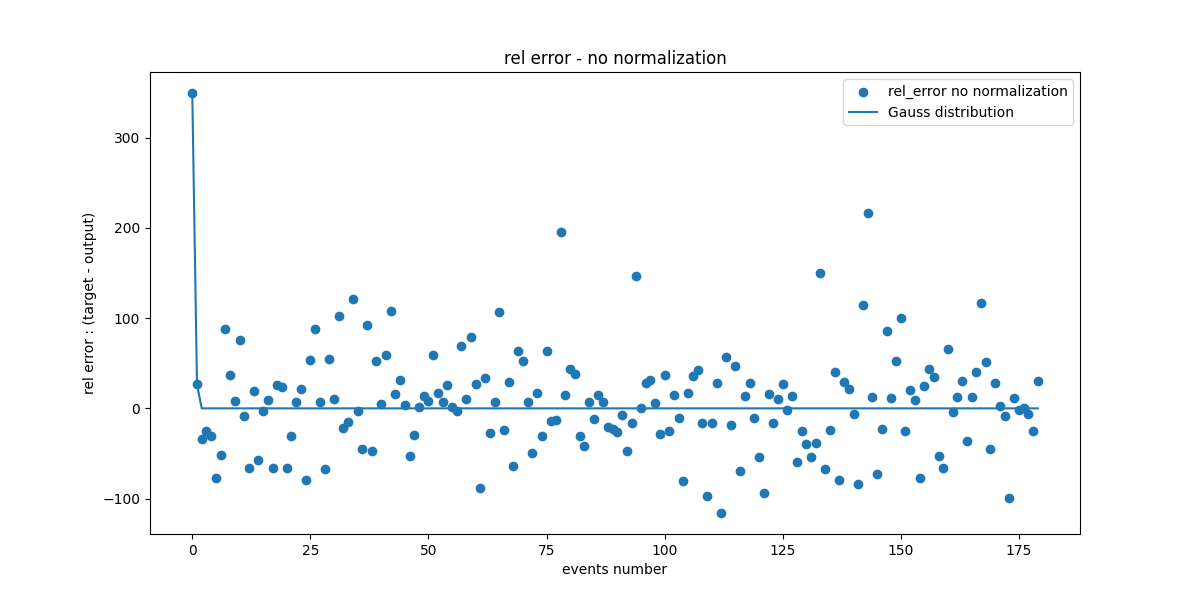 rel error - no normalization
rel_error no normalization
Gauss distribution
rel error : (target - output)
300
200
100
0
−100
0
25
50
75
100
125
150
175
events number